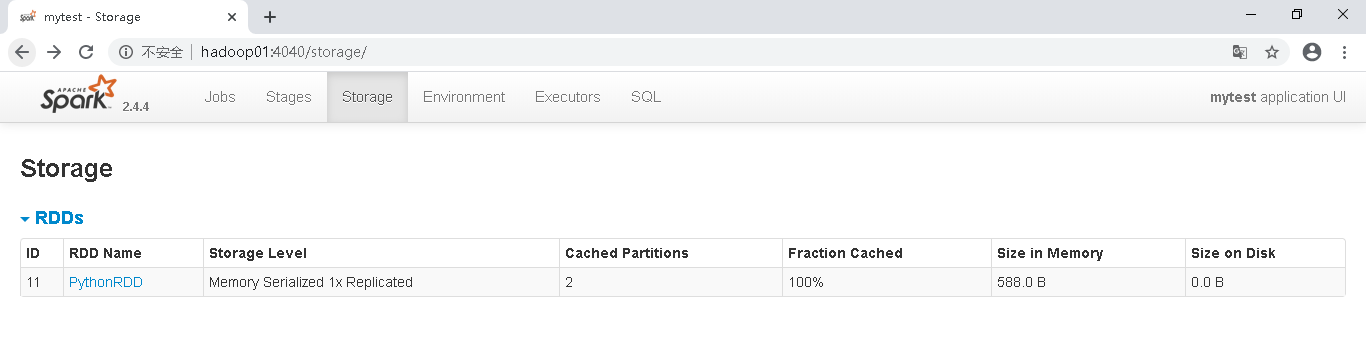 mytest - Storage
不安全 hadoop01:4040/storage/
APACHE Spark 2.4.4 Jobs Stages Storage Environment Executors SQL mytest application UI
Storage
RDDs
ID RDD Name Storage Level Cached Partitions Fraction Cached Size in Memory Size on Disk
11 PythonRDD Memory Serialized 1x Replicated 2 100% 588.0 B 0.0 B